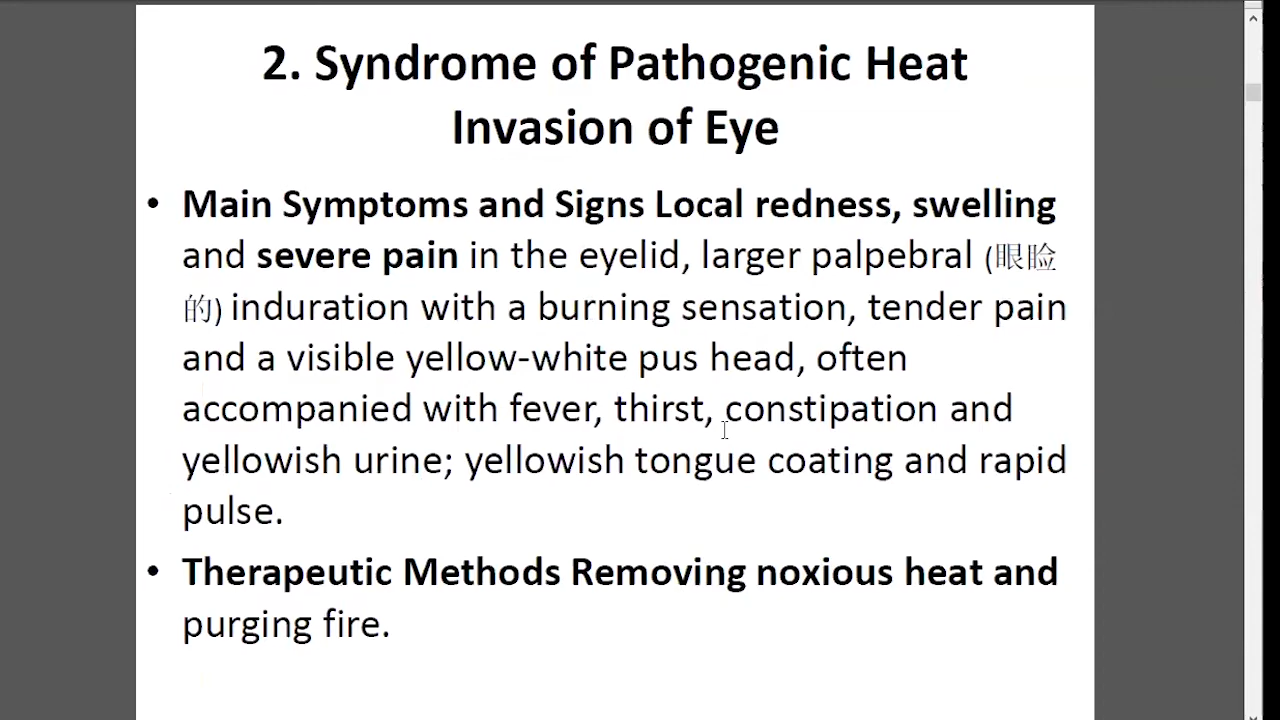 2. Syndrome of Pathogenic Heat
Invasion of Eye
• Main Symptoms and Signs Local redness, swelling
and severe pain in the eyelid, larger palpebral (眼睑
的) induration with a burning sensation, tender pain
and a visible yellow-white pus head, often
accompanied with fever, thirst, constipation and
yellowish urine; yellowish tongue coating and rapid
pulse.
• Therapeutic Methods Removing noxious heat and
purging fire.